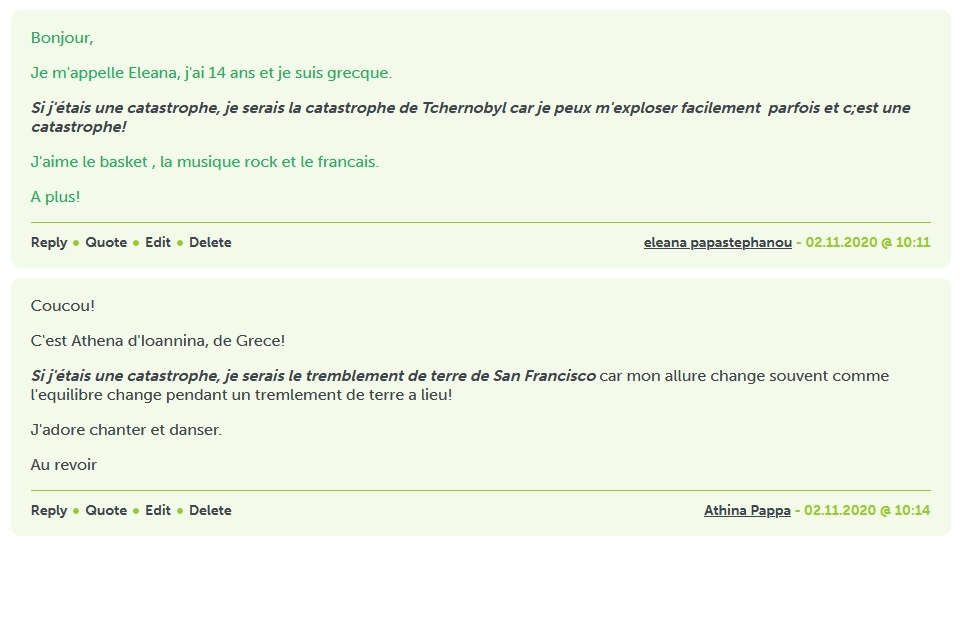 Bonjour,
Je m'appelle Eleana, j'ai 14 ans et je suis grecque.
Si j'étais une catastrophe, je serais la catastrophe de Tchernobyl car je peux m'exploser facilement  parfois et c;est une
catastrophe!
J'aime le basket , la musique rock et le francais.
A plus!
Reply ● Quote ● Edit ● Delete eleana papastephanou - 02.11.2020 @ 10:11
Coucou!
C'est Athena d'Ioannina, de Grece!
Si j'étais une catastrophe, je serais le tremblement de terre de San Francisco car mon allure change souvent comme
l'equilibre change pendant un tremlement de terre a lieu!
J'adore chanter et danser.
Au revoir
Reply ● Quote ● Edit ● Delete Athina Pappa - 02.11.2020 @ 10:14